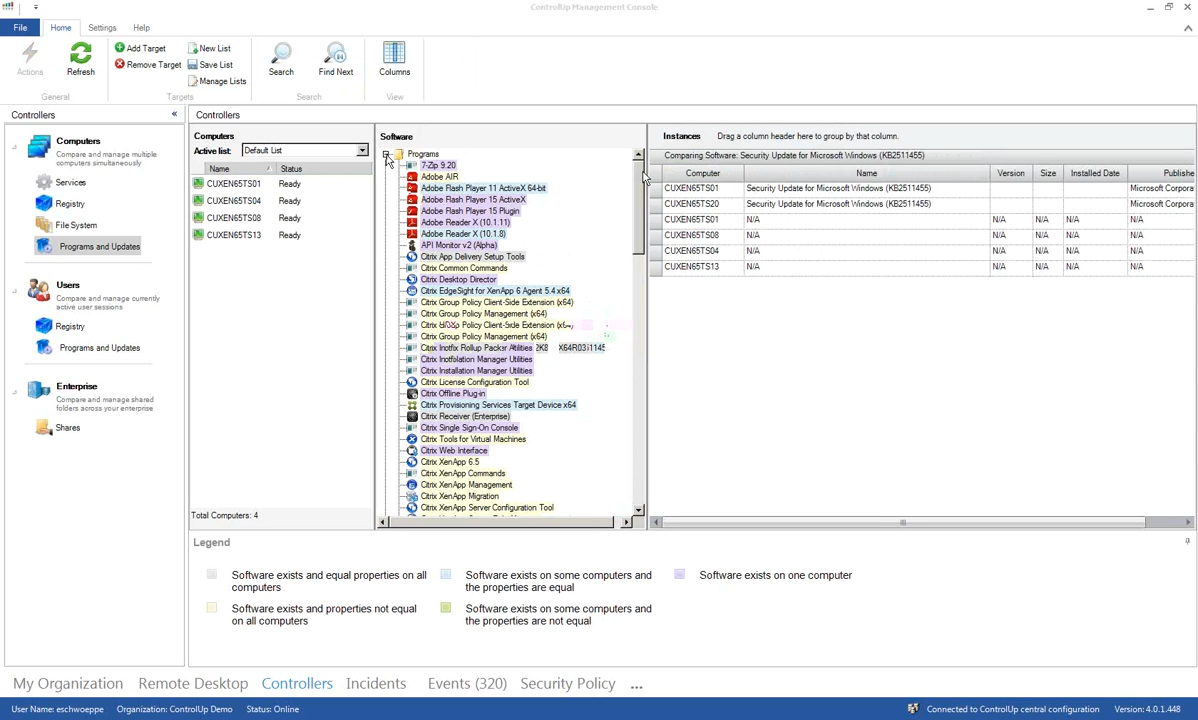 ControlUp Management Console
File
Home
Settings
Help
Actions
Refresh
General
Add Target
Remove Target
New List
Save List
Manage Lists
Targets
Search
Find Next
Search
Columns
View
Controllers
«
Computers
Compare and manage multiple
computers simultaneously
Services
Registry
File System
Programs and Updates
Users
Compare and manage currently
active user sessions
Registry
Programs and Updates
Enterprise
Compare and manage shared
folders across your enterprise
Shares
Controllers
Computers
Active list: Default List
Name Status
CUXEN65TS01 Ready
CUXEN65TS04 Ready
CUXEN65TS08 Ready
CUXEN65TS13 Ready
Total Computers: 4
Software
Programs
7-Zip 9.20
Adobe AIR
Adobe Flash Player 11 ActiveX 64-bit
Adobe Flash Player 15 ActiveX
Adobe Flash Player 15 Plugin
Adobe Reader X (10.1.11)
Adobe Reader X (10.1.8)
API Monitor v2 (Alpha)
Citrix App Delivery Setup Tools
Citrix Common Commands
Citrix Desktop Director
Citrix EdgeSight for XenApp 6 Agent 5.4 x64
Citrix Group Policy Client-Side Extension (x64)
Citrix Group Policy Management (x64)
Citrix Policy Client-Side Extension
Citrix Group Policy Management (x64)
Citrix Rollup Utilities
Citrix Manager Utilities
Citrix Installation Manager Utilities
Citrix License Configuration Tool
Citrix Offline Plug-in
Citrix Provisioning Services Target Device x64
Citrix Receiver (Enterprise)
Citrix Single Sign-On Console
Citrix Tools for Virtual Machines
Citrix Web Interface
Citrix XenApp 6.5
Citrix XenApp Commands
Citrix XenApp Management
Citrix XenApp Migration
Citrix XenApp Server Configuration Tool
Instances Drag a column header here to group by that column.
Comparing Software: Security Update for Microsoft Windows (KB2511455)
Computer Name Version Size Installed Date Publishe
CUXEN65TS01 Security Update for Microsoft Windows (KB2511455) Microsoft Corpora
CUXEN65TS20 Security Update for Microsoft Windows (KB2511455) Microsoft Corpora
CUXEN65TS01 N/A N/A N/A N/A N/A
CUXEN65TS08 N/A N/A N/A N/A N/A
CUXEN65TS04 N/A N/A N/A N/A N/A
CUXEN65TS13 N/A N/A N/A N/A N/A
Legend
Software exists and equal properties on all
computers
Software exists on some computers and
the properties are equal
Software exists on one computer
Software exists and properties not equal
on all computers
Software exists on some computers and
the properties are not equal
My Organization Remote Desktop Controllers Incidents Events (320) Security Policy ...
User Name: eschwoeppe Organization: ControlUp Demo Status: Online Connected to ControlUp central configuration Version: 4.0.1.448